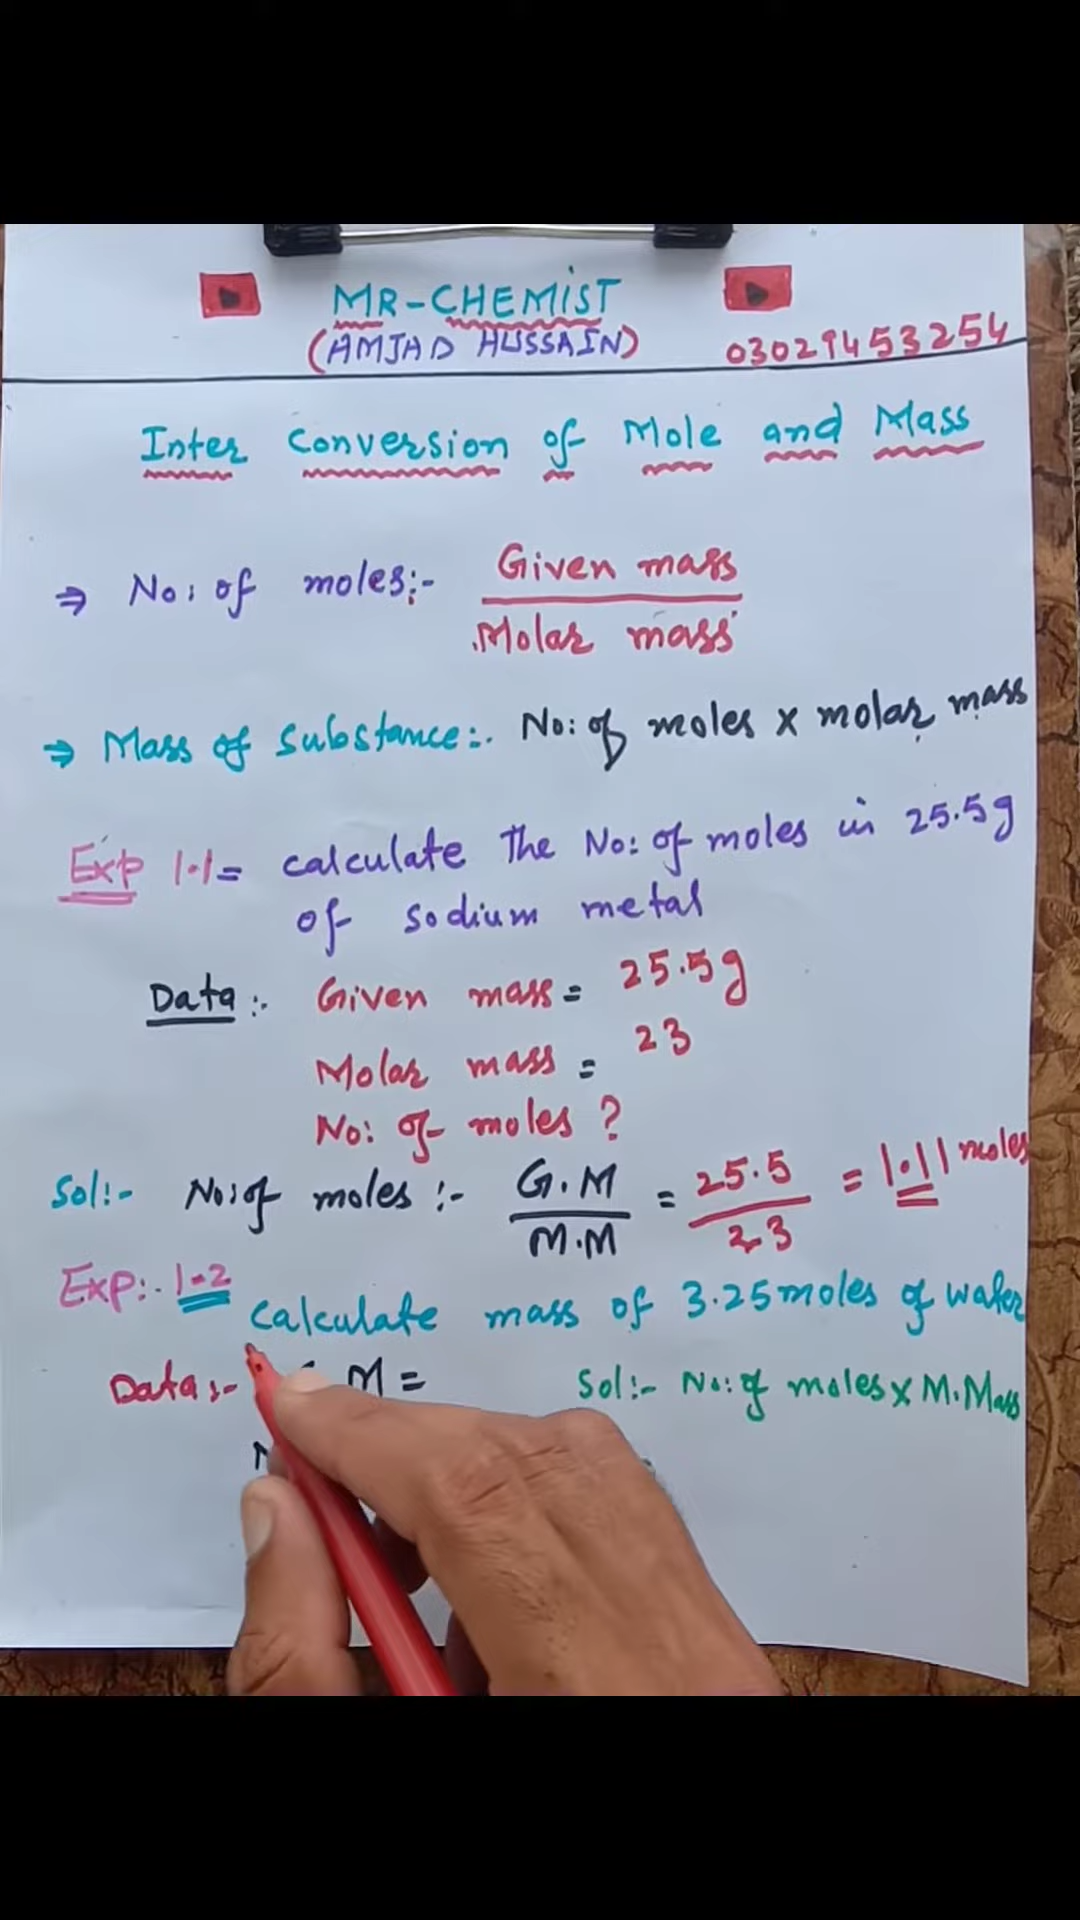 MR-CHEMIST
(AMJAD HUSSAIN)
03029453254
Inter Conversion of Mole and Mass
⇒ No: of moles:- Given mass
Molar mass
⇒ Mass of Substance:- No: of moles x molar mass
Exp 1.1 = calculate The No: of moles in 25.5g
of sodium metal
Data:- Given mass = 25.5g
Molar mass = 23
No: of moles ?
Sol:- No: of moles :- G.M = 25.5 = 1.11 moles
M.M 23
Exp:- 1.2
Calculate mass of 3.25 moles of water
Data:- M = Sol:- No: of moles x M.Mass